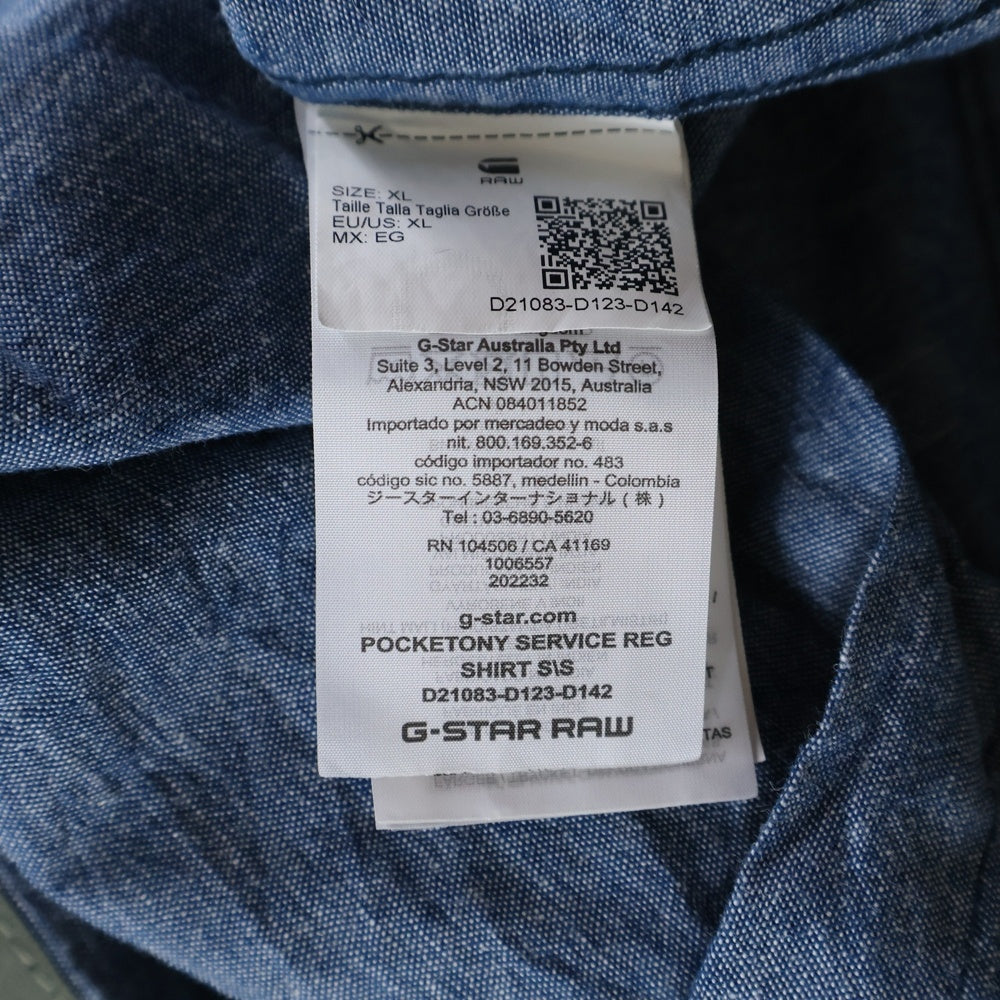 RAW
SIZE: XL
Taille Talla Taglia Größe
EU/US: XL
MX: EG
D21083-D123-D142
G-Star Australia Pty Ltd
Suite 3, Level 2, 11 Bowden Street,
Alexandria, NSW 2015, Australia
ACN 084011852
Importado por mercadeo y moda s.a.s
nit. 800.169.352-6
código importador no. 483
código sic no. 5887, medellin - Colombia
ジースターインターナショナル(株)
Tel : 03-6890-5620
RN 104506 / CA 41169
1006557
202232
g-star.com
POCKETONY SERVICE REG
SHIRT S\S
D21083-D123-D142
G-STAR RAW
TAS